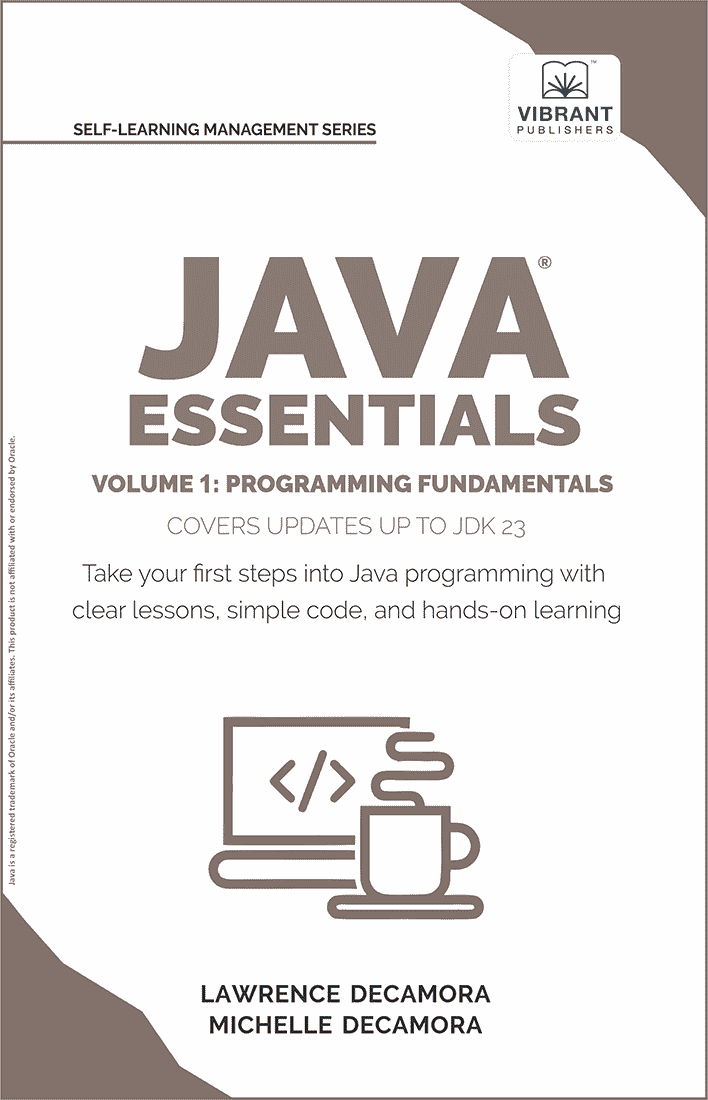 SELF-LEARNING MANAGEMENT SERIES
VIBRANT™
PUBLISHERS
JAVA®
ESSENTIALS
VOLUME 1: PROGRAMMING FUNDAMENTALS
COVERS UPDATES UP TO JDK 23
Take your first steps into Java programming with
clear lessons, simple code, and hands-on learning
</>
Java is a registered trademark of Oracle and/or its affiliates. This product is not affiliated with or endorsed by Oracle.
LAWRENCE DECAMORA
MICHELLE DECAMORA